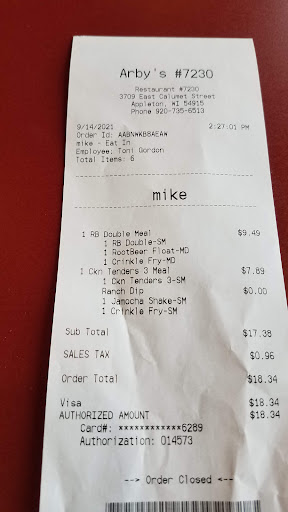 Arby's #7230
Restaurant #7230
3709 East Calumet Street
Appleton, WI 54915
Phone 920-735-6513
9/14/2021 2:27:01 PM
Order Id: AABNWKB8AEAW
mike - Eat In
Employee: Toni Gordon
Total Items: 6
mike
1 RB Double Meal $9.49
1 RB Double-SM
1 RootBeer Float-MD
1 Crinkle Fry-MD
1 Ckn Tenders 3 Meal $7.89
1 Ckn Tenders 3-SM
Ranch Dip $0.00
1 Jamocha Shake-SM
1 Crinkle Fry-SM
Sub Total $17.38
SALES TAX $0.96
Order Total $18.34
Visa $18.34
AUTHORIZED AMOUNT $18.34
Card#: ************6289
Authorization: 014573
--> Order Closed <--